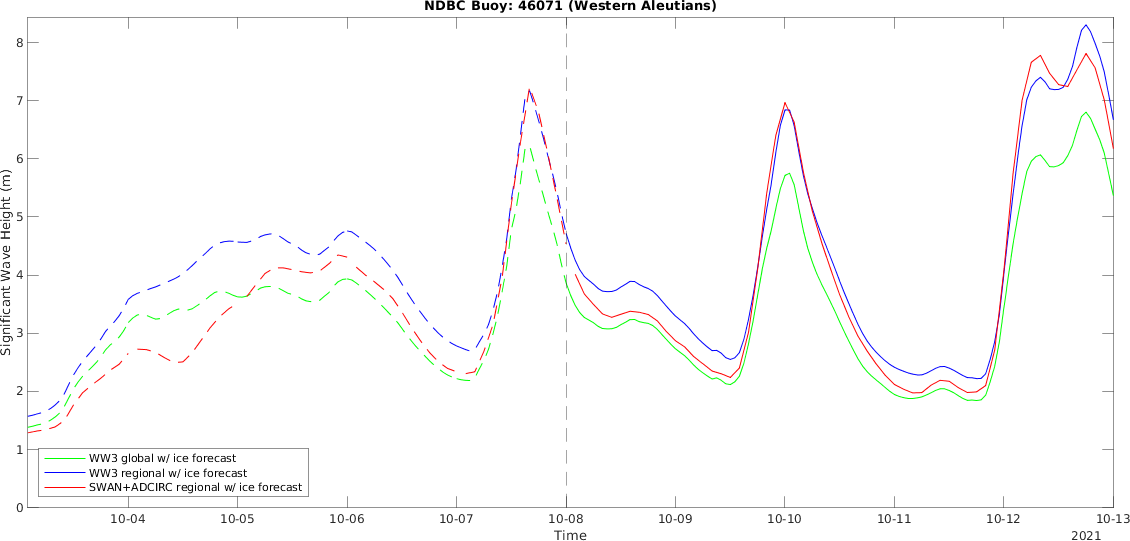 NDBC Buoy: 46071 (Western Aleutians)
8
7
6
5
4
3
2
1
0
Significant Wave Height (m)
WW3 global w/ ice forecast
WW3 regional w/ ice forecast
SWAN+ADCIRC regional w/ ice forecast
10-04 10-05 10-06 10-07 10-08 10-09 10-10 10-11 10-12 10-13
Time
2021